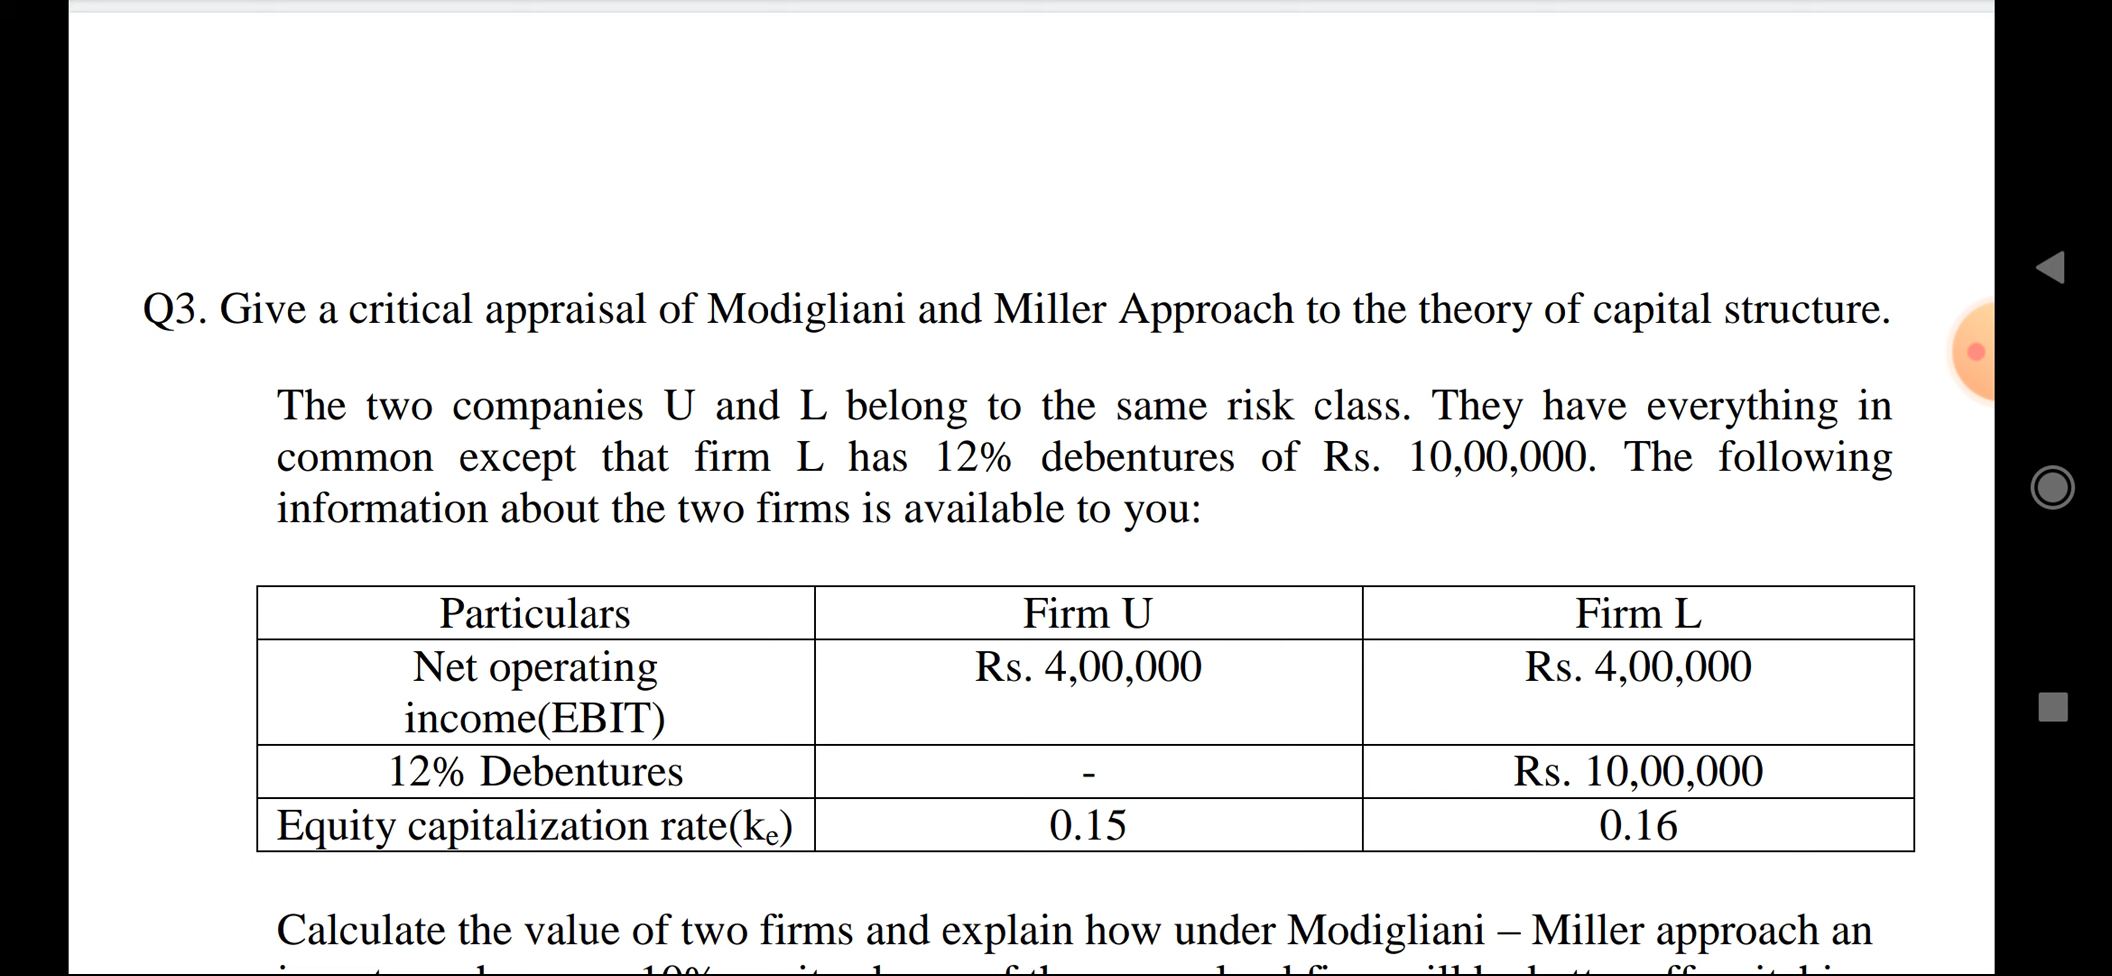 Q3. Give a critical appraisal of Modigliani and Miller Approach to the theory of capital structure.
The two companies U and L belong to the same risk class. They have everything in
common except that firm L has 12% debentures of Rs. 10,00,000. The following
information about the two firms is available to you:
Particulars Firm U Firm L
Net operating Rs. 4,00,000 Rs. 4,00,000
income(EBIT)
12% Debentures - Rs. 10,00,000
Equity capitalization rate(ke) 0.15 0.16
Calculate the value of two firms and explain how under Modigliani – Miller approach an